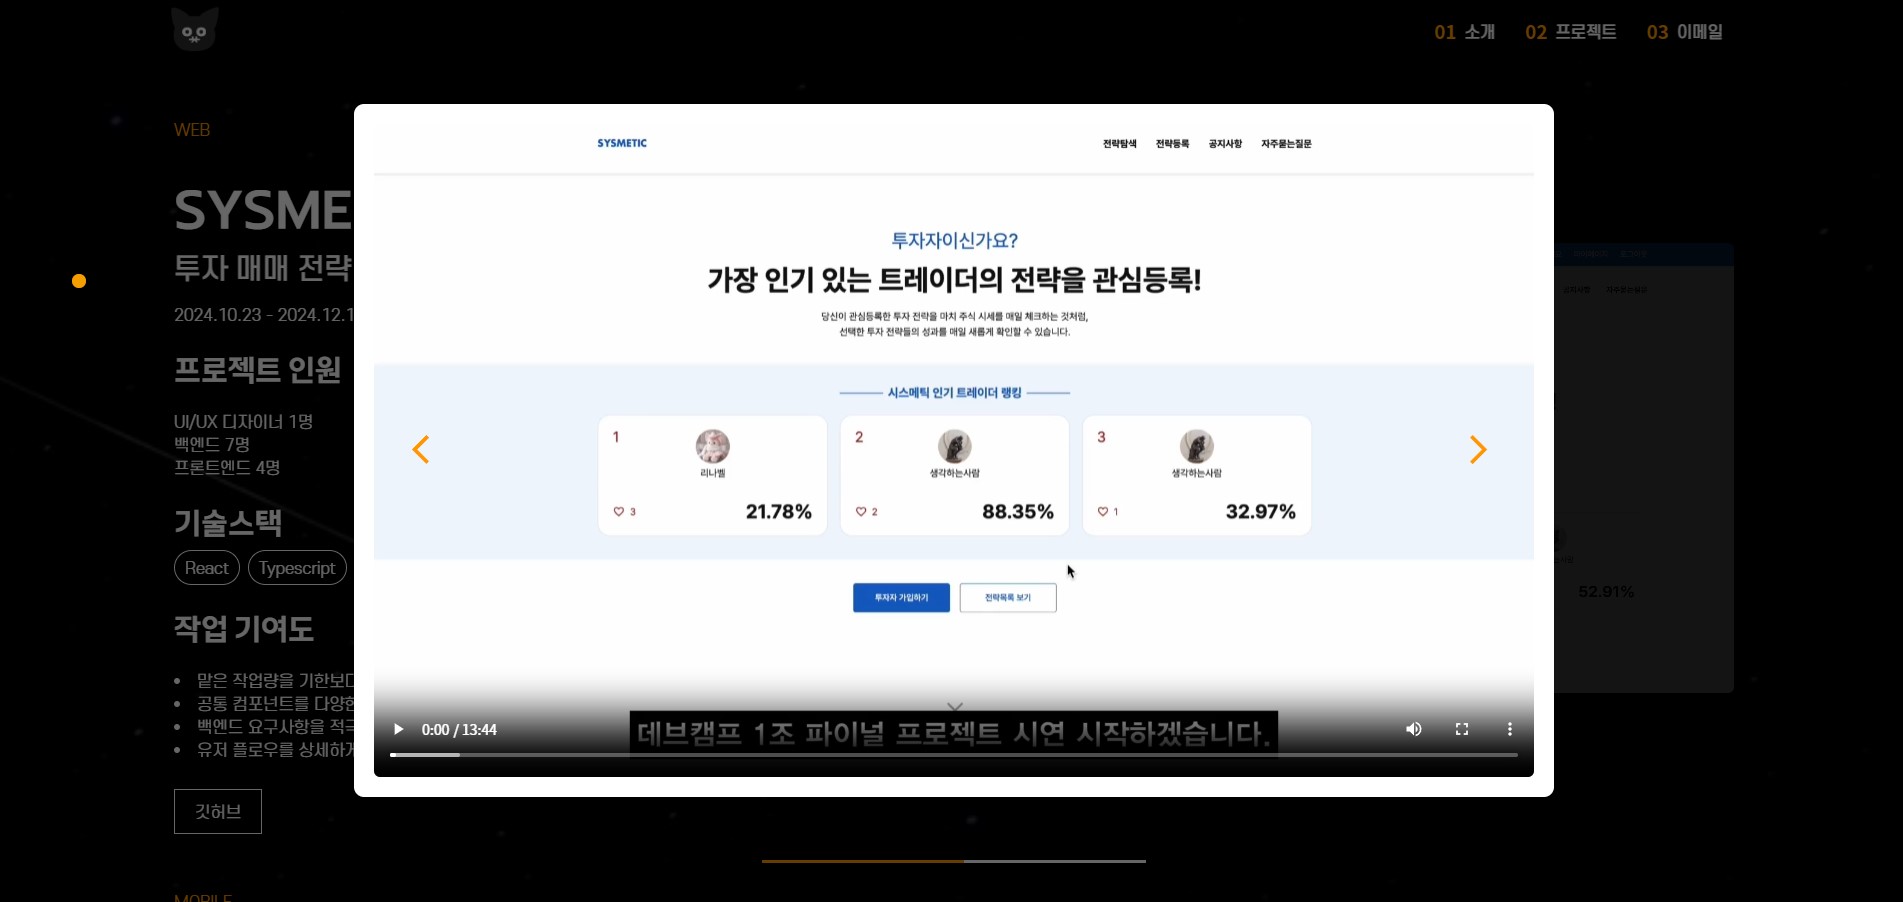 01 소개 02 프로젝트 03 이메일
WEB
SYSME
투자 매매 전략
2024.10.23 - 2024.12.1
프로젝트 인원
UI/UX 디자이너 1명
백엔드 7명
프론트엔드 4명
기술스택
React Typescript
작업 기여도
맡은 작업량을 기한보다
공통 컴포넌트를 다양한
백엔드 요구사항을 적극
유저 플로우를 상세하게
깃허브
MOBILE
SYSMETIC 전략탐색 전략등록 공지사항 자주묻는질문
투자자이신가요?
가장 인기 있는 트레이더의 전략을 관심등록!
당신이 관심등록한 투자 전략을 마치 주식 시세를 매일 체크하는 것처럼,
선택한 투자 전략들의 성과를 매일 새롭게 확인할 수 있습니다.
시스메틱 인기 트레이더 랭킹
1
리나벨
3 21.78%
2
생각하는사람
2 88.35%
3
생각하는사람
1 32.97%
투자자 가입하기 전략목록 보기
데브캠프 1조 파이널 프로젝트 시연 시작하겠습니다.
0:00 / 13:44
공지사항 자주묻는질문
52.91%